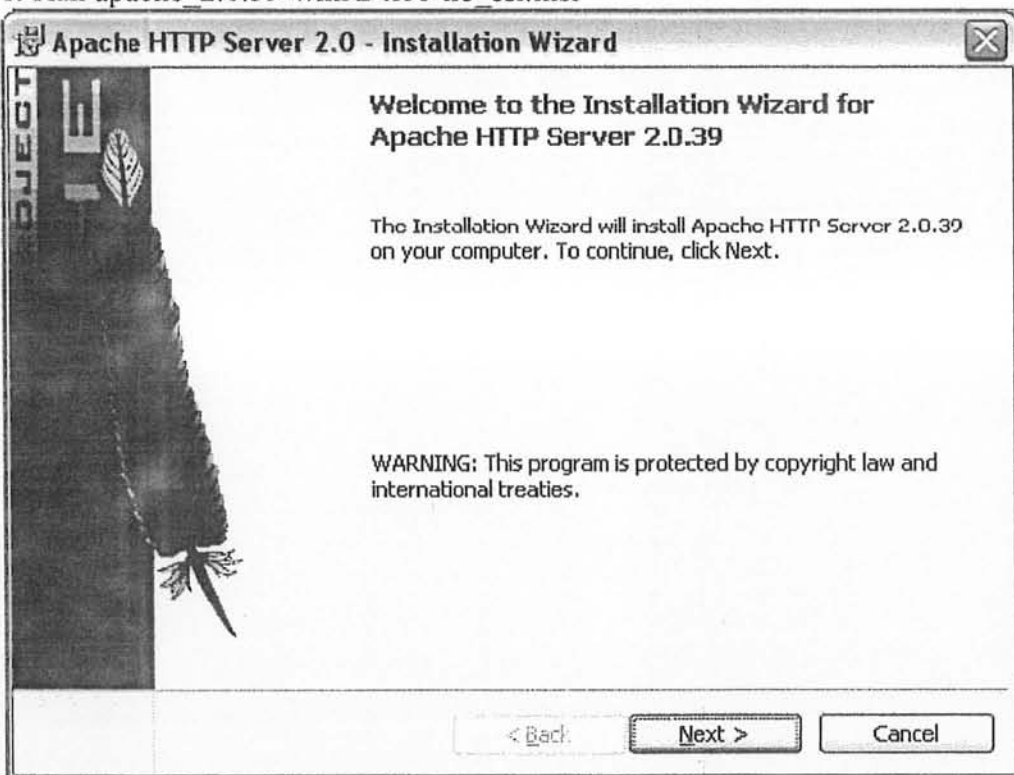 Apache HTTP Server 2.0 - Installation Wizard
Welcome to the Installation Wizard for
Apache HTTP Server 2.0.39
The Installation Wizard will install Apache HTTP Server 2.0.39
on your computer. To continue, click Next.
WARNING: This program is protected by copyright law and
international treaties.
< Back
Next >
Cancel